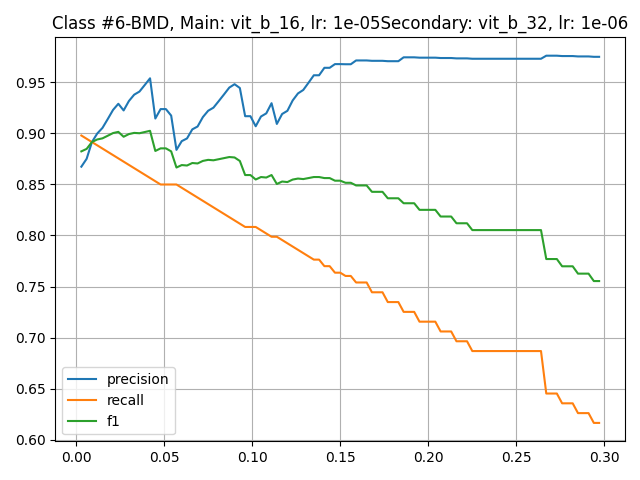 Class #6-BMD, Main: vit_b_16, lr: 1e-05Secondary: vit_b_32, lr: 1e-06
0.95
0.90
0.85
0.80
0.75
0.70
0.65
0.60
precision
recall
f1
0.00 0.05 0.10 0.15 0.20 0.25 0.30